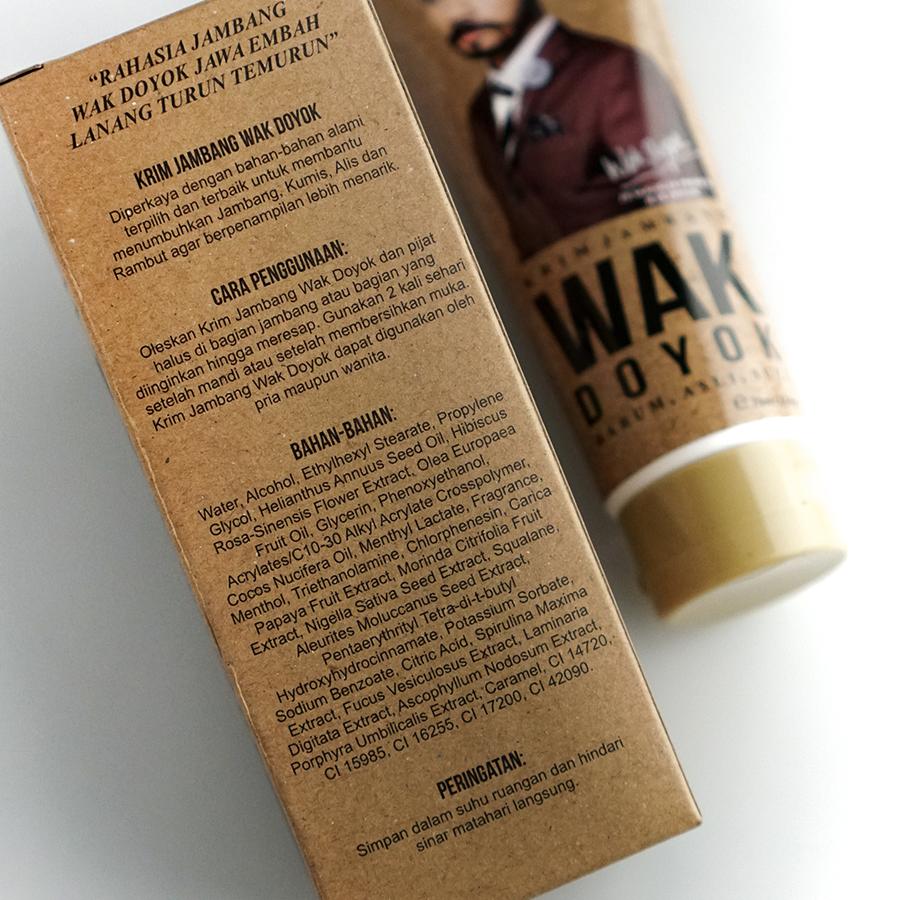 “RAHASIA JAMBANG
WAK DOYOK JAWA EMBAH
LANANG TURUN TEMURUN”
KRIM JAMBANG WAK DOYOK
Diperkaya dengan bahan-bahan alami
terpilih dan terbaik untuk membantu
menumbuhkan Jambang, Kumis, Alis dan
Rambut agar berpenampilan lebih menarik.
CARA PENGGUNAAN:
Oleskan Krim Jambang Wak Doyok dan pijat
halus di bagian jambang atau bagian yang
diinginkan hingga meresap. Gunakan 2 kali sehari
setelah mandi atau setelah membersihkan muka.
Krim Jambang Wak Doyok dapat digunakan oleh
pria maupun wanita.
BAHAN-BAHAN:
Water, Alcohol, Ethylhexyl Stearate, Propylene
Glycol, Helianthus Annuus Seed Oil, Hibiscus
Rosa-Sinensis Flower Extract, Olea Europaea
Fruit Oil, Glycerin, Phenoxyethanol,
Acrylates/C10-30 Alkyl Acrylate Crosspolymer,
Cocos Nucifera Oil, Menthyl Lactate, Fragrance,
Menthol, Triethanolamine, Chlorphenesin, Carica
Papaya Fruit Extract, Morinda Citrifolia Fruit
Extract, Nigella Sativa Seed Extract, Squalane,
Aleurites Moluccanus Seed Extract,
Pentaerythrityl Tetra-di-t-butyl
Hydroxyhydrocinnamate, Potassium Sorbate,
Sodium Benzoate, Citric Acid, Spirulina Maxima
Extract, Fucus Vesiculosus Extract, Laminaria
Digitata Extract, Ascophyllum Nodosum Extract,
Porphyra Umbilicalis Extract, Caramel, CI 14720,
CI 15985, CI 16255, CI 17200, CI 42090.
PERINGATAN:
Simpan dalam suhu ruangan dan hindari
sinar matahari langsung.
KRIM JAMBANG
WAK
DOYOK
HARUM, ASLI,